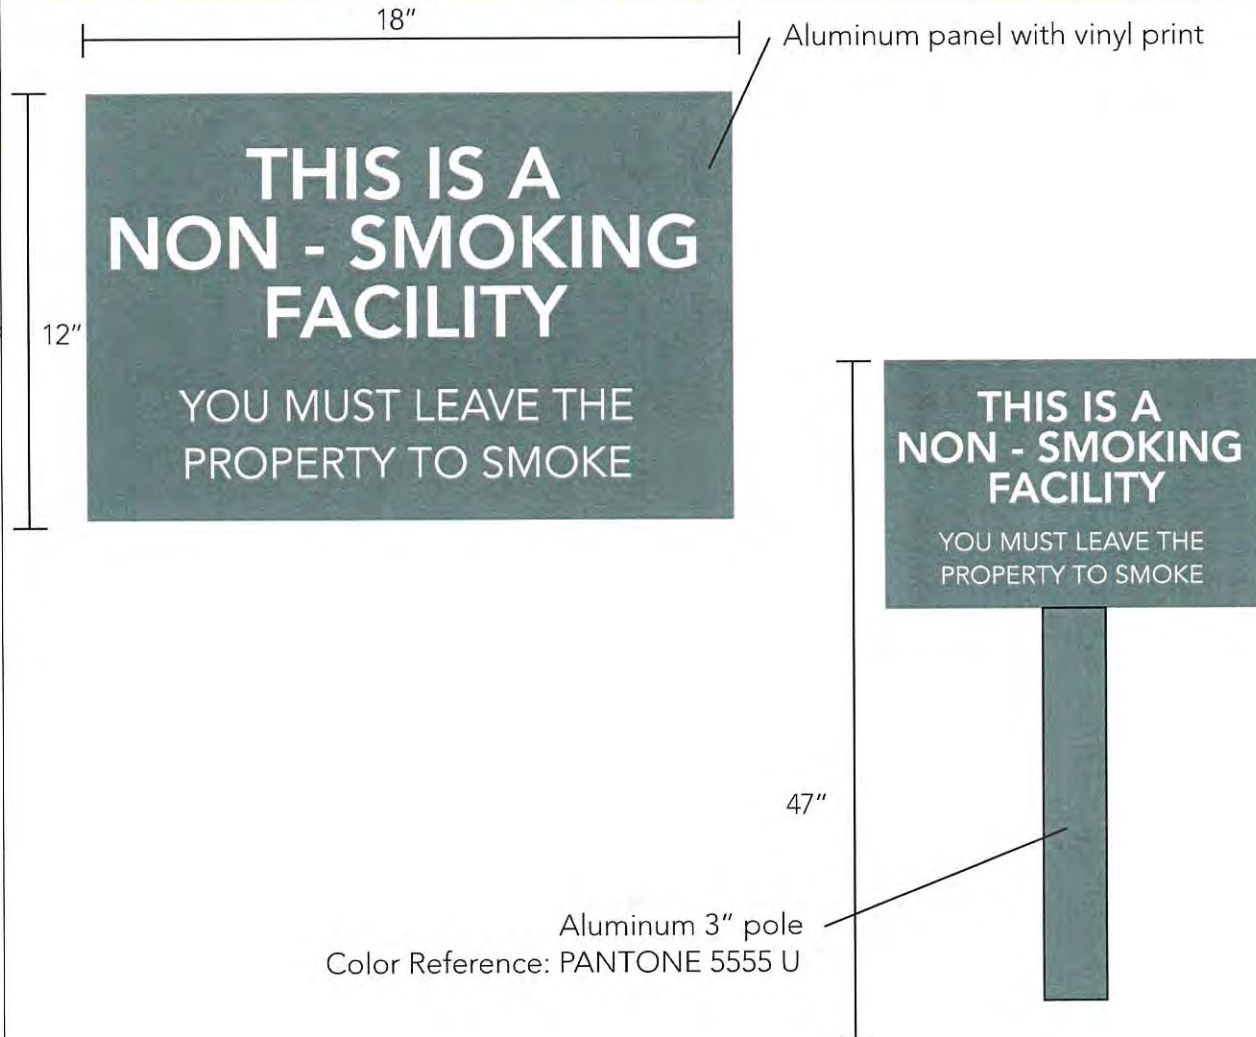 18"
Aluminum panel with vinyl print
THIS IS A
NON - SMOKING
FACILITY
12"
YOU MUST LEAVE THE
PROPERTY TO SMOKE
THIS IS A
NON - SMOKING
FACILITY
YOU MUST LEAVE THE
PROPERTY TO SMOKE
47"
Aluminum 3" pole
Color Reference: PANTONE 5555 U